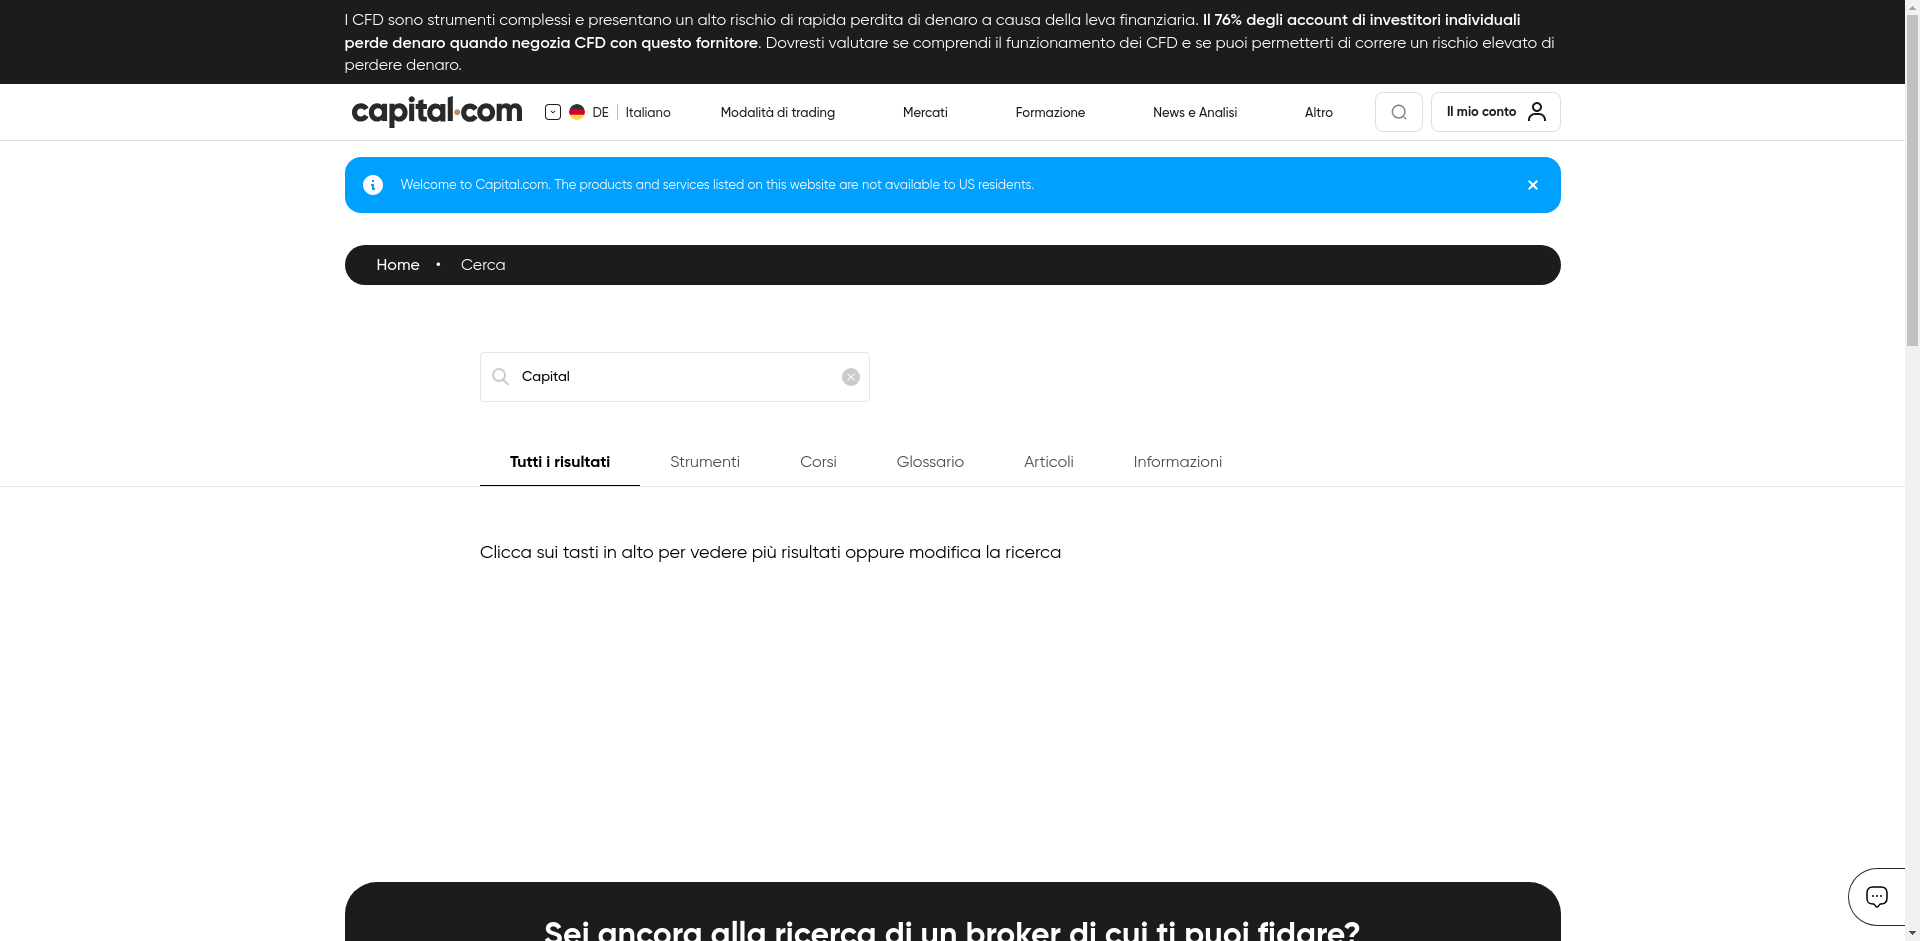 I CFD sono strumenti complessi e presentano un alto rischio di rapida perdita di denaro a causa della leva finanziaria. Il 76% degli account di investitori individuali
perde denaro quando negozia CFD con questo fornitore. Dovresti valutare se comprendi il funzionamento dei CFD e se puoi permetterti di correre un rischio elevato di
perdere denaro.
capital.com DE Italiano Modalità di trading Mercati Formazione News e Analisi Altro Il mio conto
Welcome to Capital.com. The products and services listed on this website are not available to US residents.
Home • Cerca
Capital
Tutti i risultati Strumenti Corsi Glossario Articoli Informazioni
Clicca sui tasti in alto per vedere più risultati oppure modifica la ricerca
Sei ancora alla ricerca di un broker di cui ti puoi fidare?